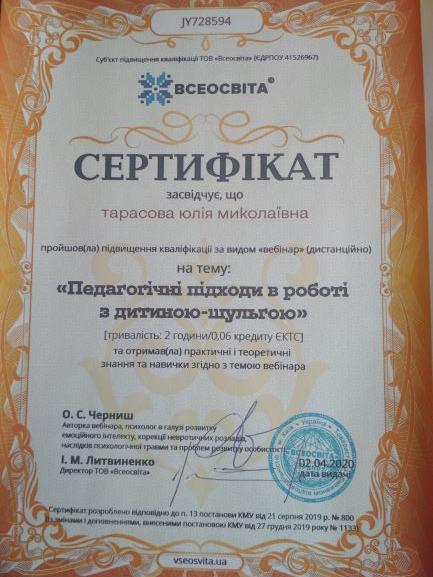 JY728594
Суб'єкт підвищення кваліфікації ТОВ «Всеосвіта» (ЄДРПОУ 41526967)
ВСЕОСВІТА
СЕРТИФІКАТ
засвідчує, що
тарасова юлія миколаївна
пройшов(ла) підвищення кваліфікації за видом «вебінар» (дистанційно)
на тему:
«Педагогічні підходи в роботі
з дитиною-шульгою»
[тривалість: 2 години/0,06 кредиту ЄКТС]
та отримав(ла) практичні і теоретичні
знання та навички згідно з темою вебінара
О. С. Черниш
Авторка вебінара, психолог в галузі розвитку
емоційного інтелекту, корекції невротичних розладів,
наслідків психологічної травми та проблем розвитку особистості
І. М. Литвиненко
Директор ТОВ «Всеосвіта»
ВСЕОСВІТА
Україна
02.04.2020
дата видачі
Сертифікат розроблено відповідно до п. 13 постанови КМУ від 21 серпня 2019 р. № 800
(зі змінами і доповненнями, внесеними постановою КМУ від 27 грудня 2019 року № 1133)
vseosvita.ua